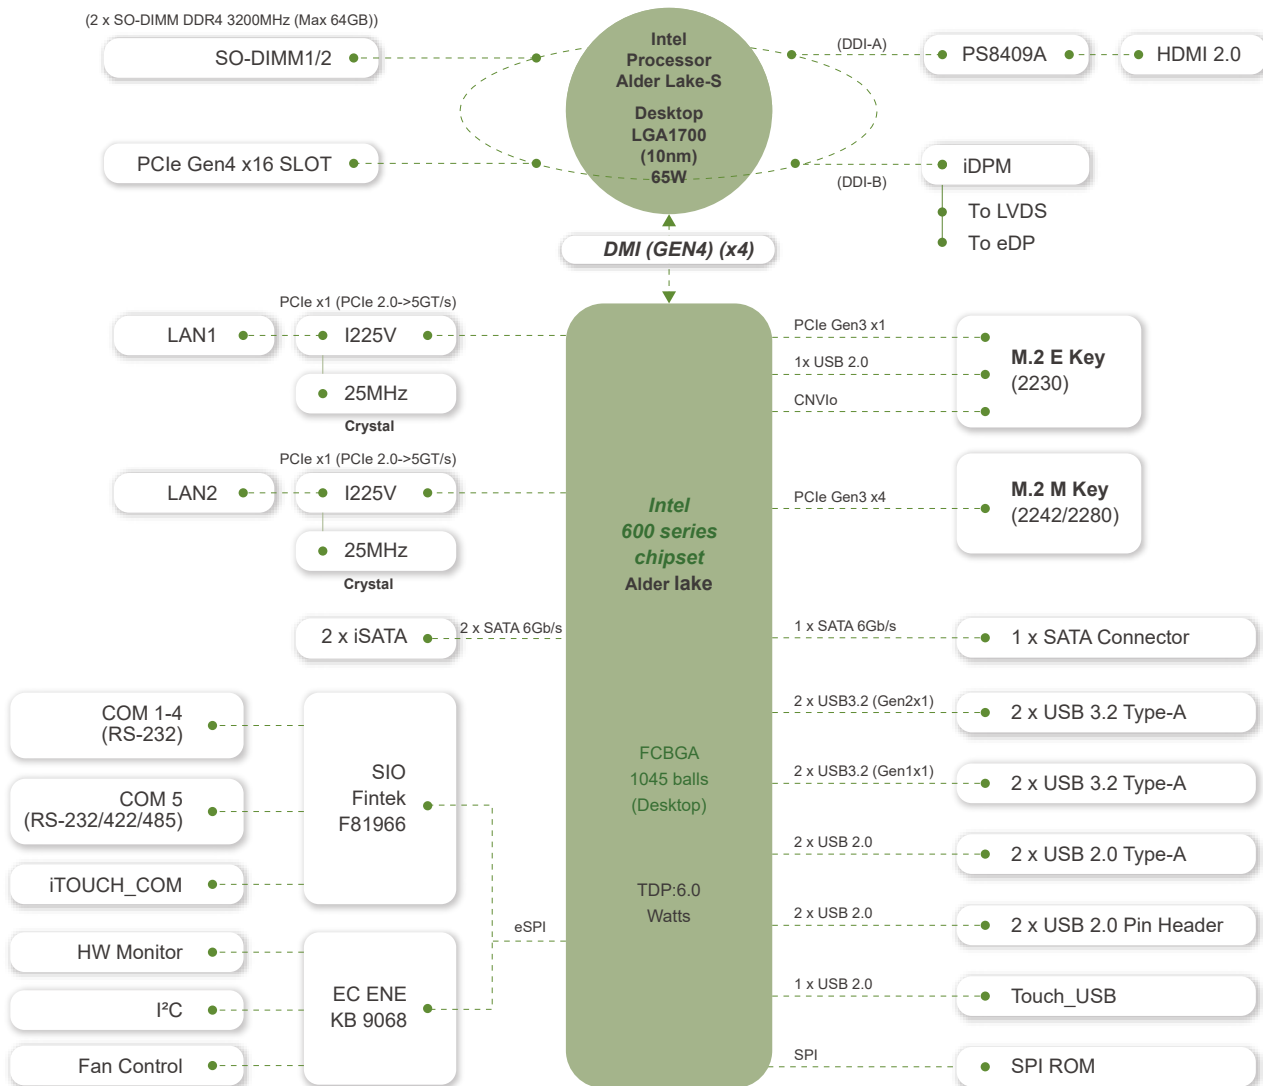 (2 x SO-DIMM DDR4 3200MHz (Max 64GB))
SO-DIMM1/2
PCIe Gen4 x16 SLOT
Intel
Processor
Alder Lake-S
Desktop
LGA1700
(10nm)
65W
(DDI-A)
PS8409A
HDMI 2.0
(DDI-B)
iDPM
To LVDS
To eDP
DMI (GEN4) (x4)
PCIe x1 (PCIe 2.0->5GT/s)
LAN1
I225V
25MHz
Crystal
PCIe x1 (PCIe 2.0->5GT/s)
LAN2
I225V
25MHz
Crystal
2 x iSATA
2 x SATA 6Gb/s
COM 1-4
(RS-232)
COM 5
(RS-232/422/485)
iTOUCH_COM
SIO
Fintek
F81966
HW Monitor
I²C
Fan Control
EC ENE
KB 9068
eSPI
Intel
600 series
chipset
Alder lake
FCBGA
1045 balls
(Desktop)
TDP:6.0
Watts
PCIe Gen3 x1
1x USB 2.0
CNVIo
M.2 E Key
(2230)
PCIe Gen3 x4
M.2 M Key
(2242/2280)
1 x SATA 6Gb/s
1 x SATA Connector
2 x USB3.2 (Gen2x1)
2 x USB 3.2 Type-A
2 x USB3.2 (Gen1x1)
2 x USB 3.2 Type-A
2 x USB 2.0
2 x USB 2.0 Type-A
2 x USB 2.0
2 x USB 2.0 Pin Header
1 x USB 2.0
Touch_USB
SPI
SPI ROM